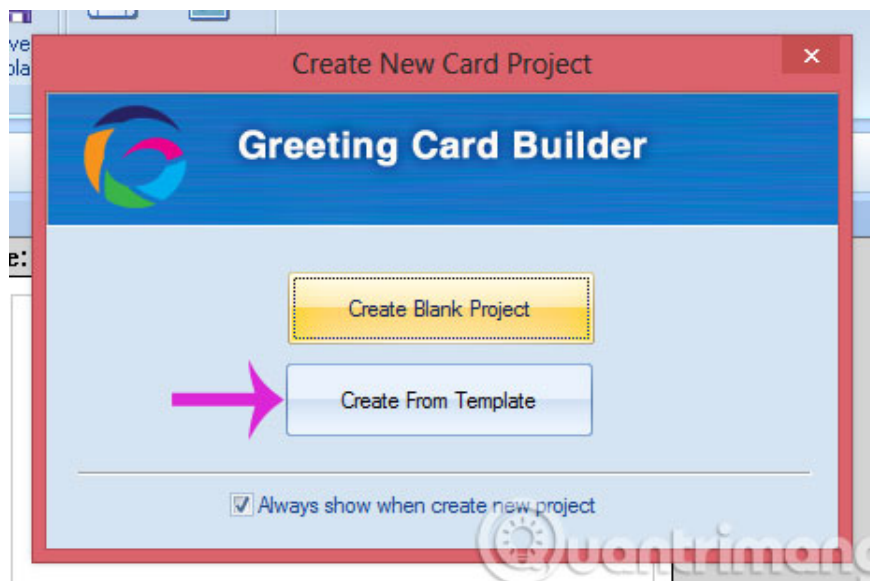 Create New Card Project
Greeting Card Builder
e:
Create Blank Project
Create From Template
Always show when create new project
Quantrimang